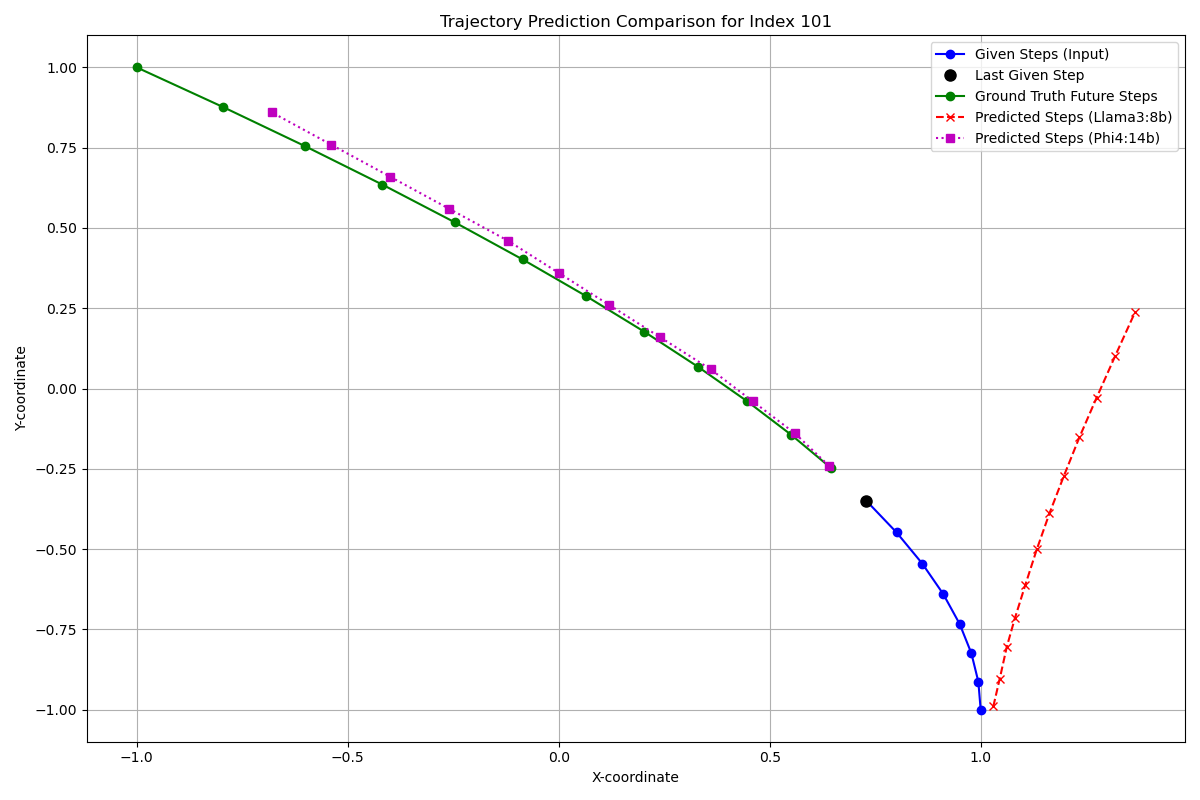 Trajectory Prediction Comparison for Index 101
Given Steps (Input)
Last Given Step
Ground Truth Future Steps
Predicted Steps (Llama3:8b)
Predicted Steps (Phi4:14b)
Y-coordinate
1.00
0.75
0.50
0.25
0.00
−0.25
−0.50
−0.75
−1.00
−1.0
−0.5
0.0
0.5
1.0
X-coordinate